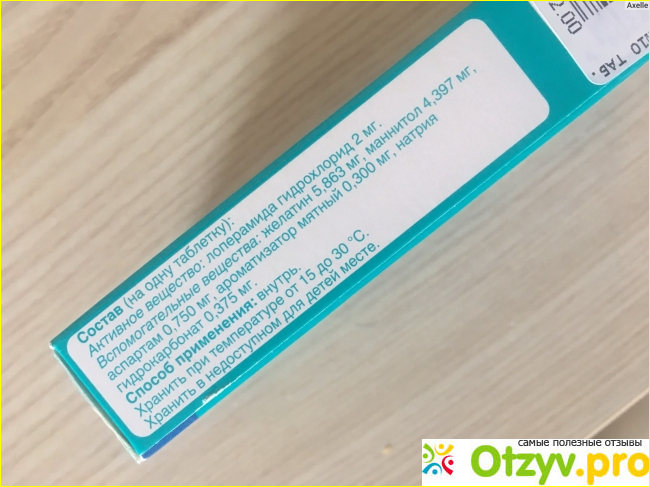 Axelle
№10 ТАБ.
Состав (на одну таблетку):
Активное вещество: лоперамида гидрохлорид 2 мг.
Вспомогательные вещества: желатин 5,863 мг, маннитол 4,397 мг,
аспартам 0,750 мг, ароматизатор мятный 0,300 мг, натрия
гидрокарбонат 0,375 мг.
Способ применения: внутрь.
Хранить при температуре от 15 до 30 °С.
Хранить в недоступном для детей месте.
самые полезные отзывы
Otzyv.pro